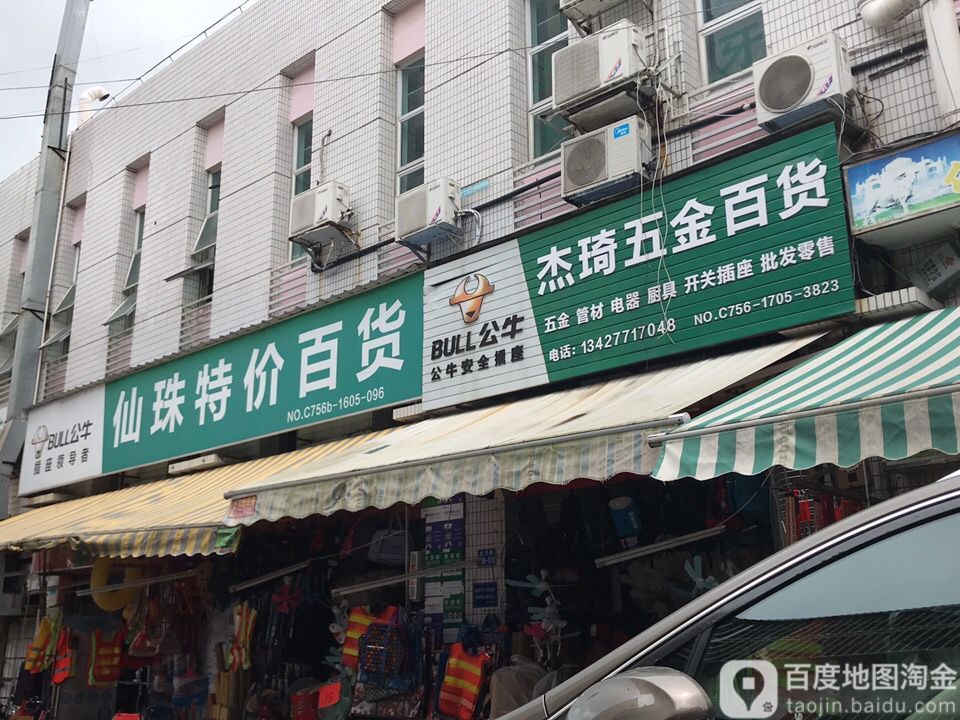 BULL公牛
插座领导者
仙珠特价百货
NO.C756b-1605-096
BULL公牛
公牛安全插座
杰琦五金百货
五金 管材 电器 厨具 开关插座 批发零售
电话：13427717048 NO.C756-1705-3823
百度地图淘金
taojin.baidu.com